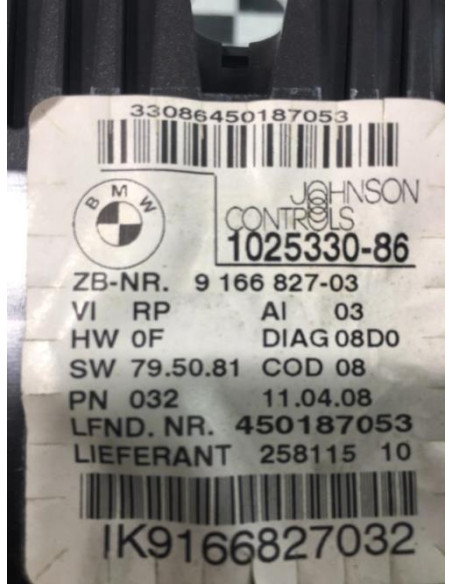 33086450187053
BMW
JOHNSON
CONTROLS
1025330-86
ZB-NR. 9 166 827-03
VI RP AI 03
HW 0F DIAG 08D0
SW 79.50.81 COD 08
PN 032 11.04.08
LFND. NR. 450187053
LIEFERANT 258115 10
IK9166827032